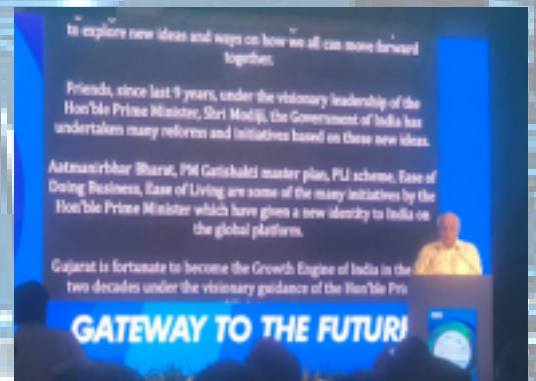 to explore new ideas and ways on how we all can move forward
together.
Friends, since last 9 years, under the visionary leadership of the
Hon'ble Prime Minister, Shri Modiji, the Government of India has
undertaken many reforms and initiatives based on these new ideas.
Aatmanirbhar Bharat, PM Gatishakti master plan, PLI scheme, Ease of
Doing Business, Ease of Living are some of the many initiatives by the
Hon'ble Prime Minister which have given a new identity to India on
the global platform.
Gujarat is fortunate to become the Growth Engine of India in the
two decades under the visionary guidance of the Hon'ble Pri
GATEWAY TO THE FUTUR